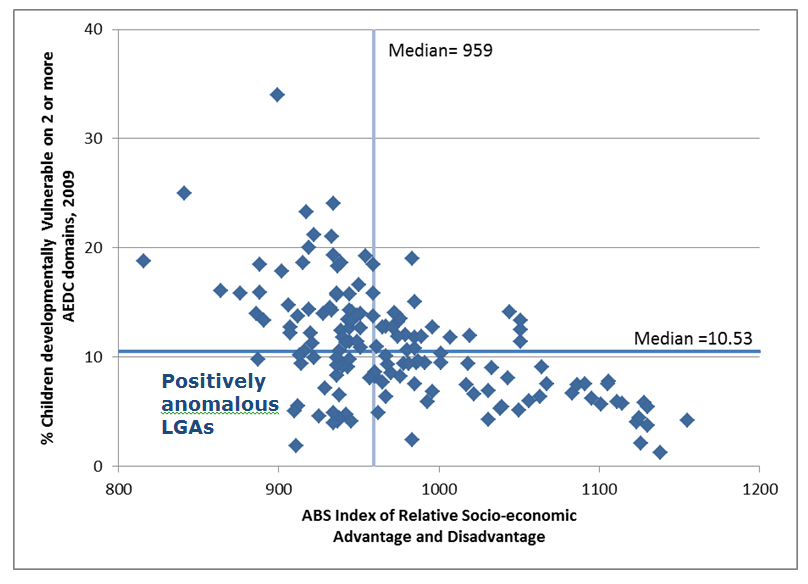 40
Median= 959
30
20
Median =10.53
10
Positively
anomalous
LGAs
0
800
900
1000
1100
1200
% Children developmentally Vulnerable on 2 or more
AEDC domains, 2009
ABS Index of Relative Socio-economic
Advantage and Disadvantage